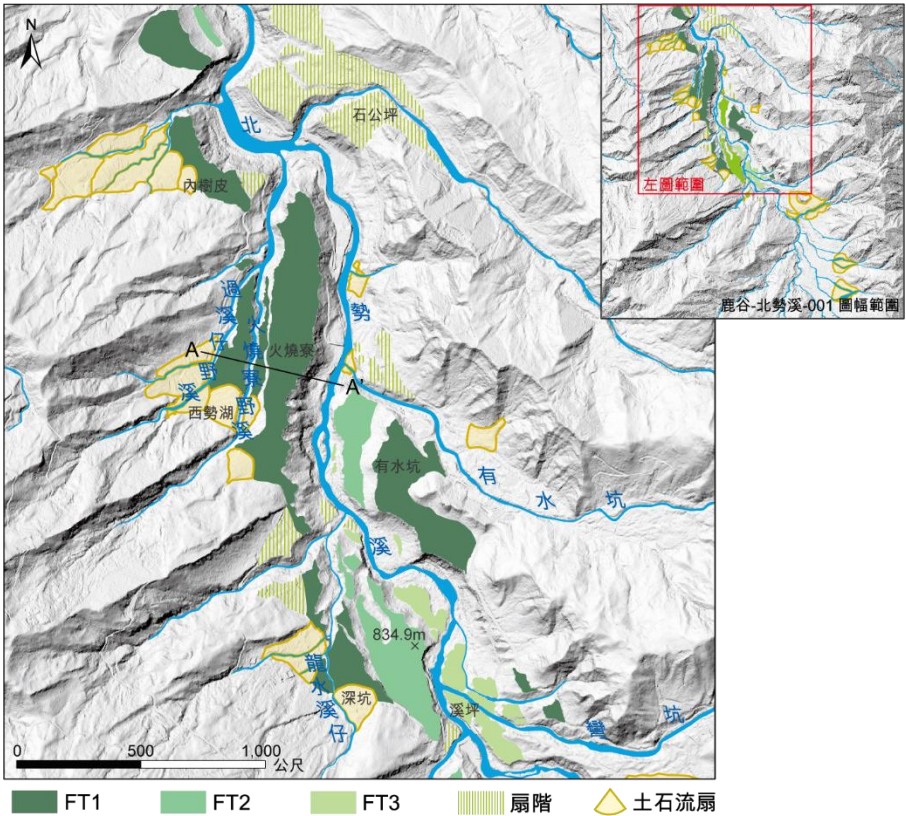 N
北勢溪
石公坪
內樹皮
過溪仔野溪
火燒寮野溪
火燒寮
A
A'
西勢湖
有水坑
有水坑
834.9m
龍水溪仔
深坑
溪坪
彎坑
0 500 1,000 公尺
左圖範圍
鹿谷-北勢溪-001 圖幅範圍
FT1 FT2 FT3 扇階 土石流扇